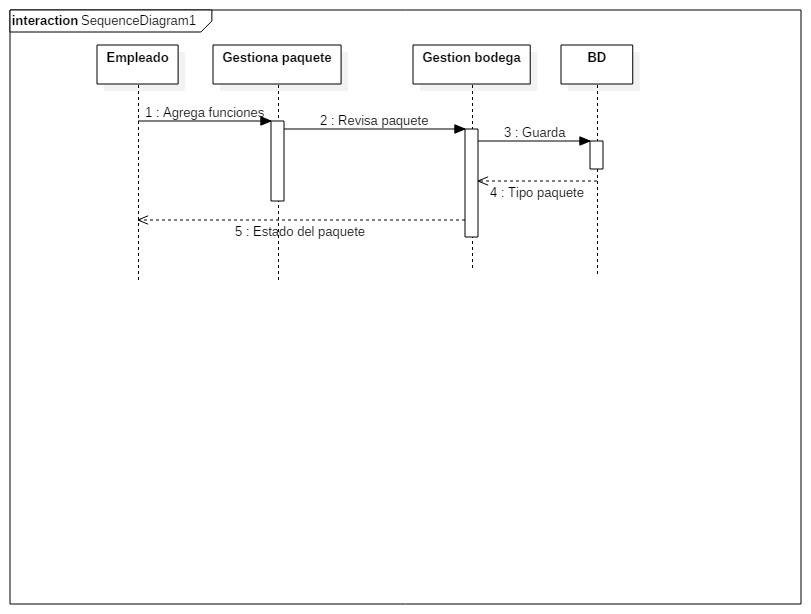 interaction SequenceDiagram1
Empleado
Gestiona paquete
Gestion bodega
BD
1 : Agrega funciones
2 : Revisa paquete
3 : Guarda
4 : Tipo paquete
5 : Estado del paquete